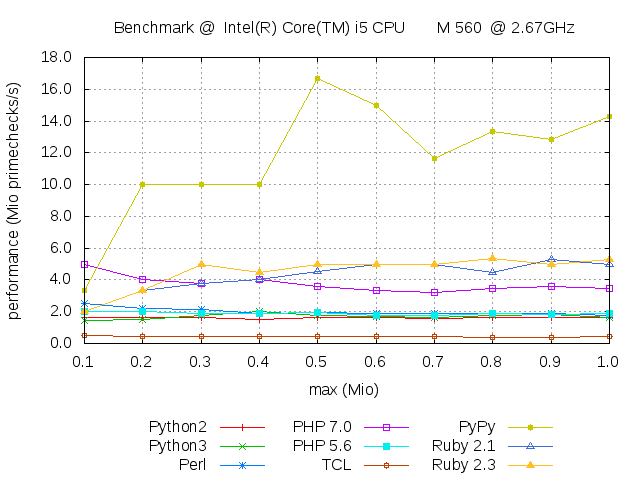 Benchmark @  Intel(R) Core(TM) i5 CPU       M 560  @ 2.67GHz
performance (Mio primechecks/s)
18.0
16.0
14.0
12.0
10.0
8.0
6.0
4.0
2.0
0.0
0.1 0.2 0.3 0.4 0.5 0.6 0.7 0.8 0.9 1.0
max (Mio)
Python2 PHP 7.0 PyPy
Python3 PHP 5.6 Ruby 2.1
Perl TCL Ruby 2.3